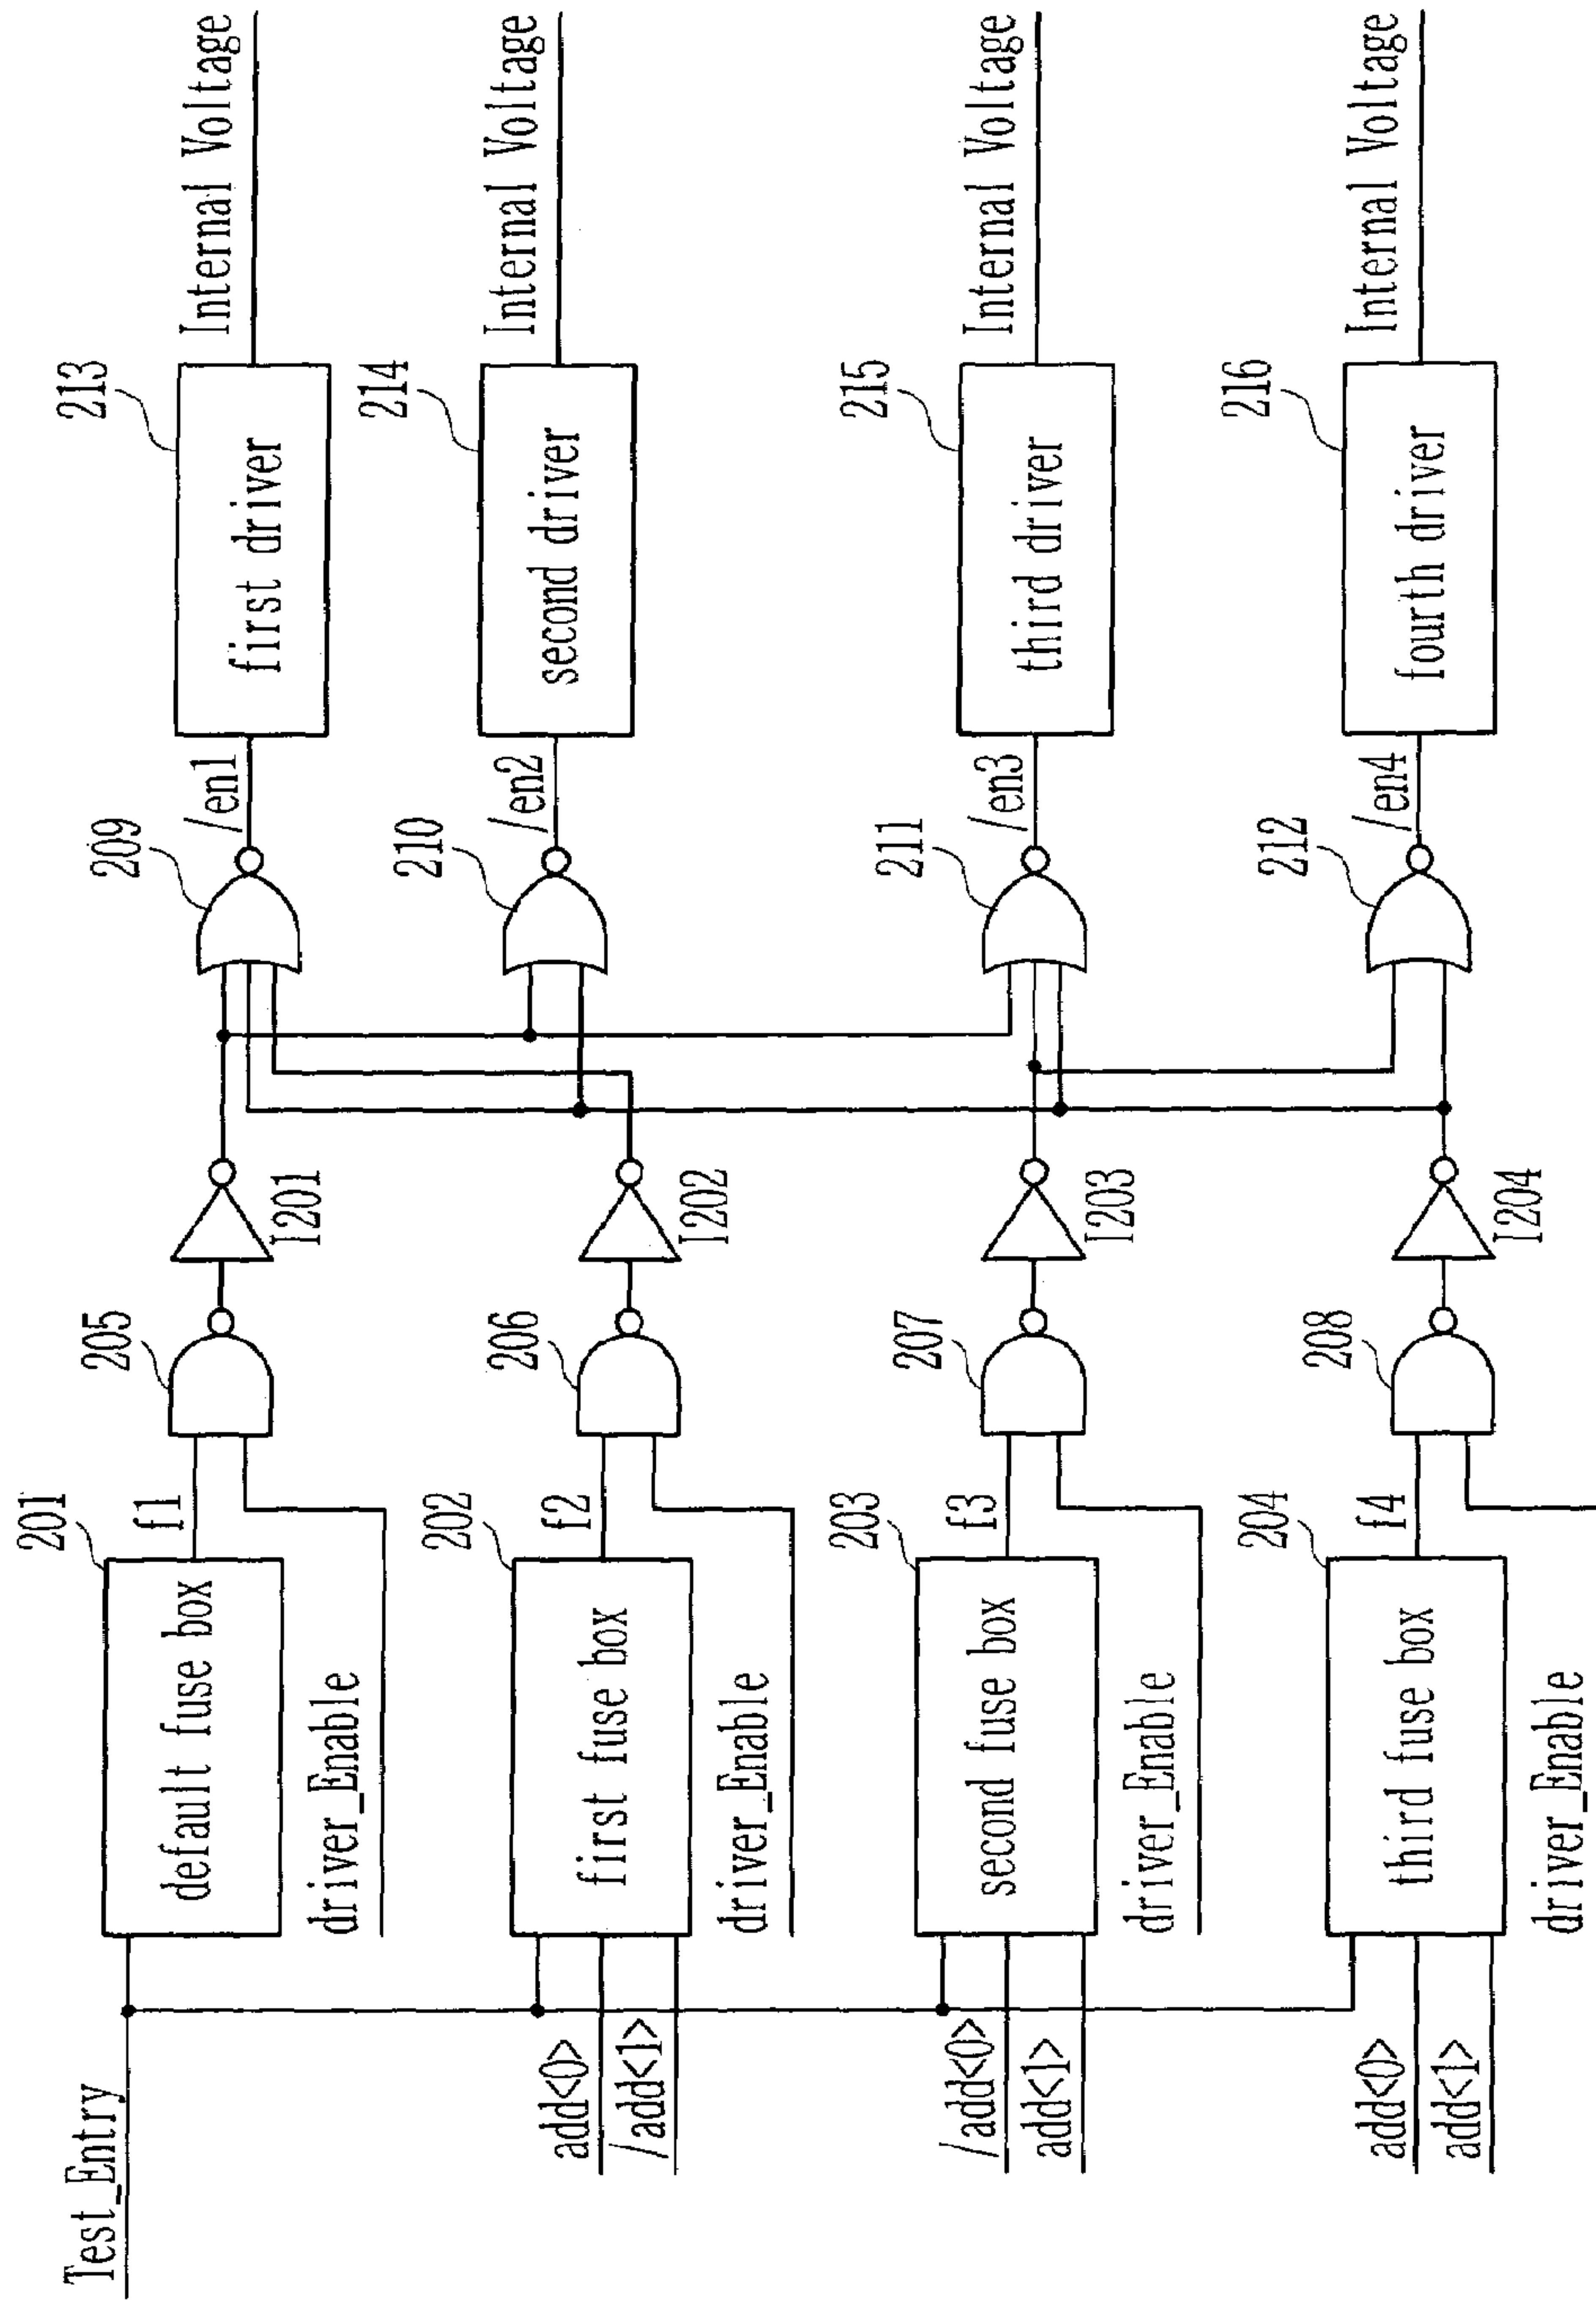 Test_Entry
201
default fuse box
f1
driver_Enable
205
I201
209
/en1
213
first driver
Internal Voltage
add<0>
/add<1>
202
first fuse box
f2
driver_Enable
206
I202
210
/en2
214
second driver
Internal Voltage
/add<0>
add<1>
203
second fuse box
f3
driver_Enable
207
I203
211
/en3
215
third driver
Internal Voltage
add<0>
add<1>
204
third fuse box
f4
driver_Enable
208
I204
212
/en4
216
fourth driver
Internal Voltage